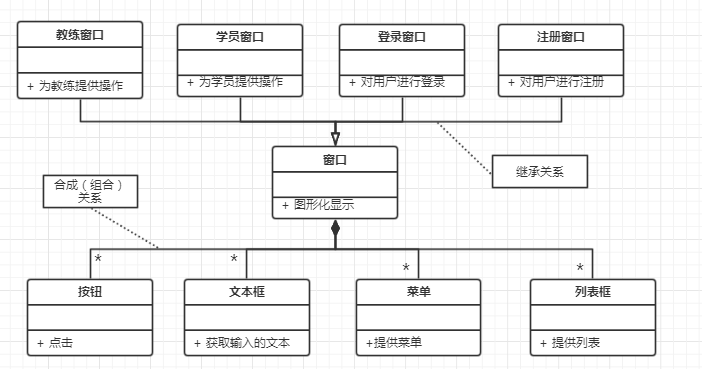 教练窗口
学员窗口
登录窗口
注册窗口
+ 为教练提供操作
+ 为学员提供操作
+ 对用户进行登录
+ 对用户进行注册
窗口
+ 图形化显示
继承关系
合成（组合）
关系
*
*
*
*
按钮
文本框
菜单
列表框
+ 点击
+ 获取输入的文本
+提供菜单
+ 提供列表